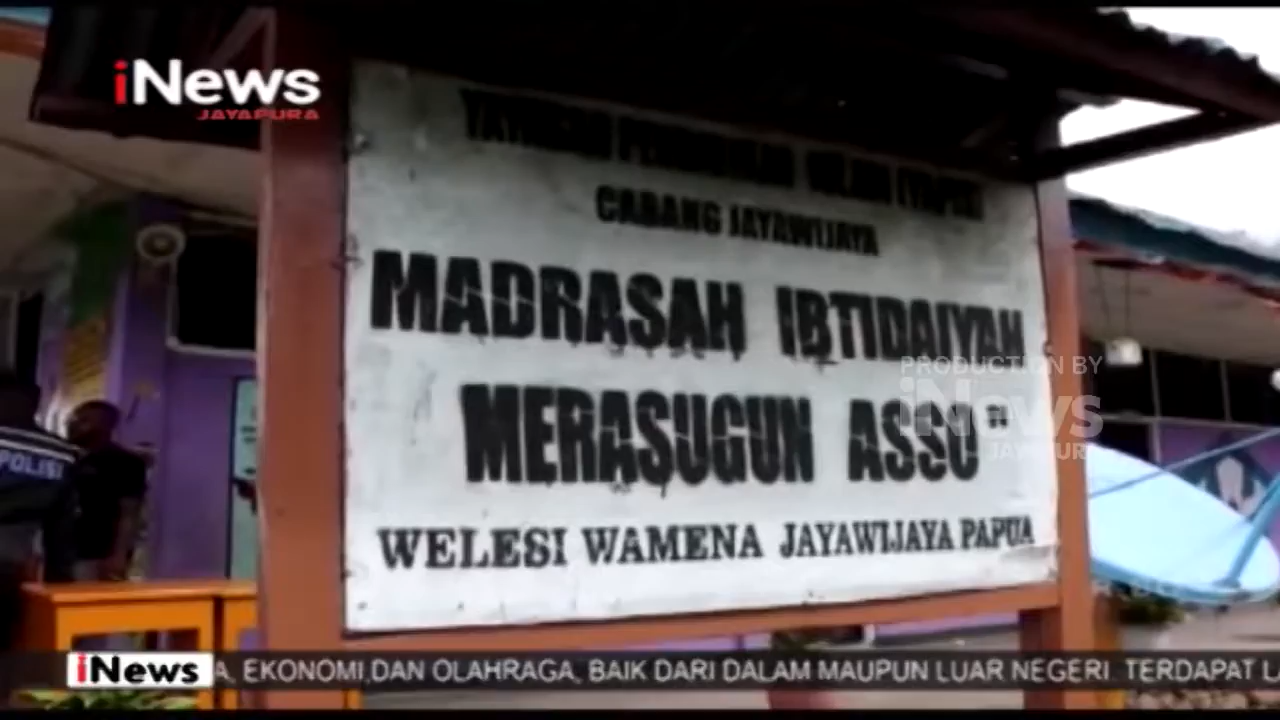 iNews
JAYAPURA
CABANG JAYAWIJAYA
MADRASAH IBTIDAIYAH
MERASUGUN ASSO"
WELESI WAMENA JAYAWIJAYA PAPUA
PRODUCTION BY
iNews
JAYAPURA
POLISI
iNews
A, EKONOMI,DAN OLAHRAGA, BAIK DARI DALAM MAUPUN LUAR NEGERI. TERDAPAT